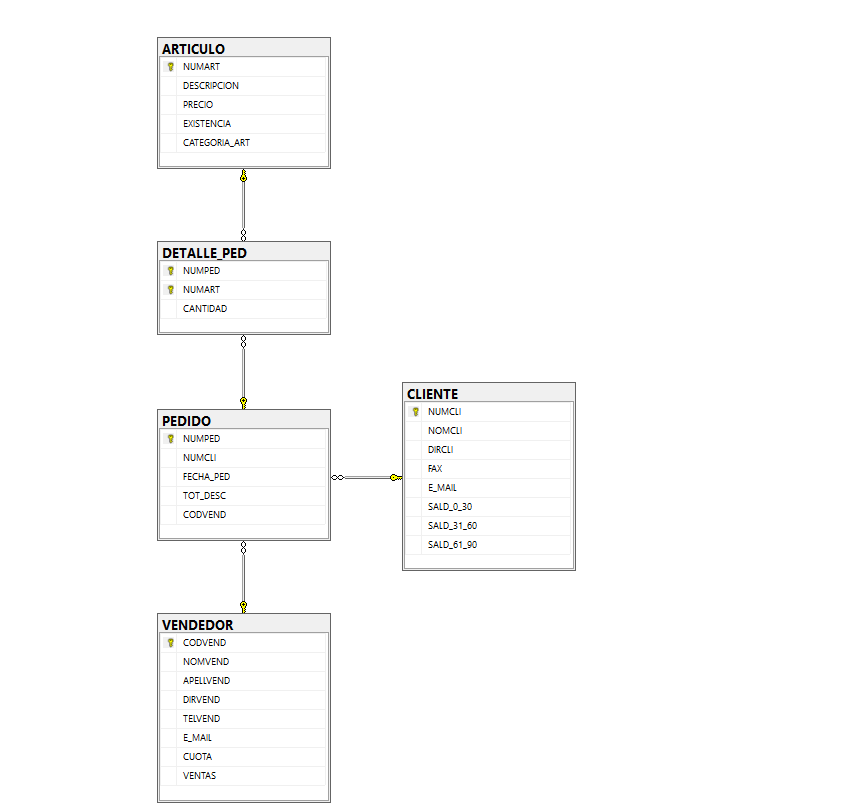 ARTICULO
NUMART
DESCRIPCION
PRECIO
EXISTENCIA
CATEGORIA_ART
DETALLE_PED
NUMPED
NUMART
CANTIDAD
PEDIDO
NUMPED
NUMCLI
FECHA_PED
TOT_DESC
CODVEND
CLIENTE
NUMCLI
NOMCLI
DIRCLI
FAX
E_MAIL
SALD_0_30
SALD_31_60
SALD_61_90
VENDEDOR
CODVEND
NOMVEND
APELLVEND
DIRVEND
TELVEND
E_MAIL
CUOTA
VENTAS